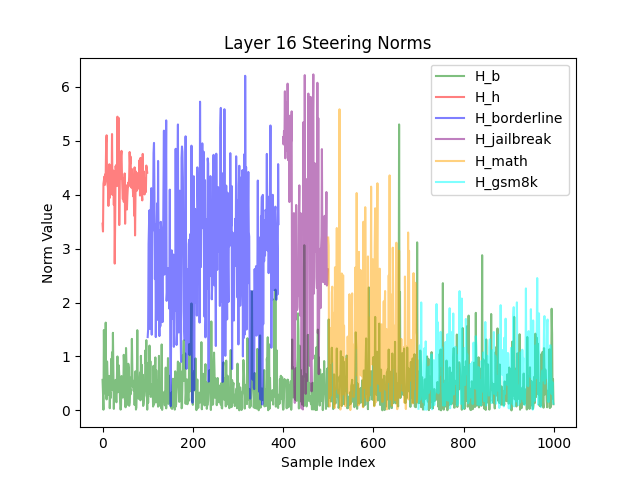 Layer 16 Steering Norms
Norm Value
6
5
4
3
2
1
0
H_b
H_h
H_borderline
H_jailbreak
H_math
H_gsm8k
0 200 400 600 800 1000
Sample Index